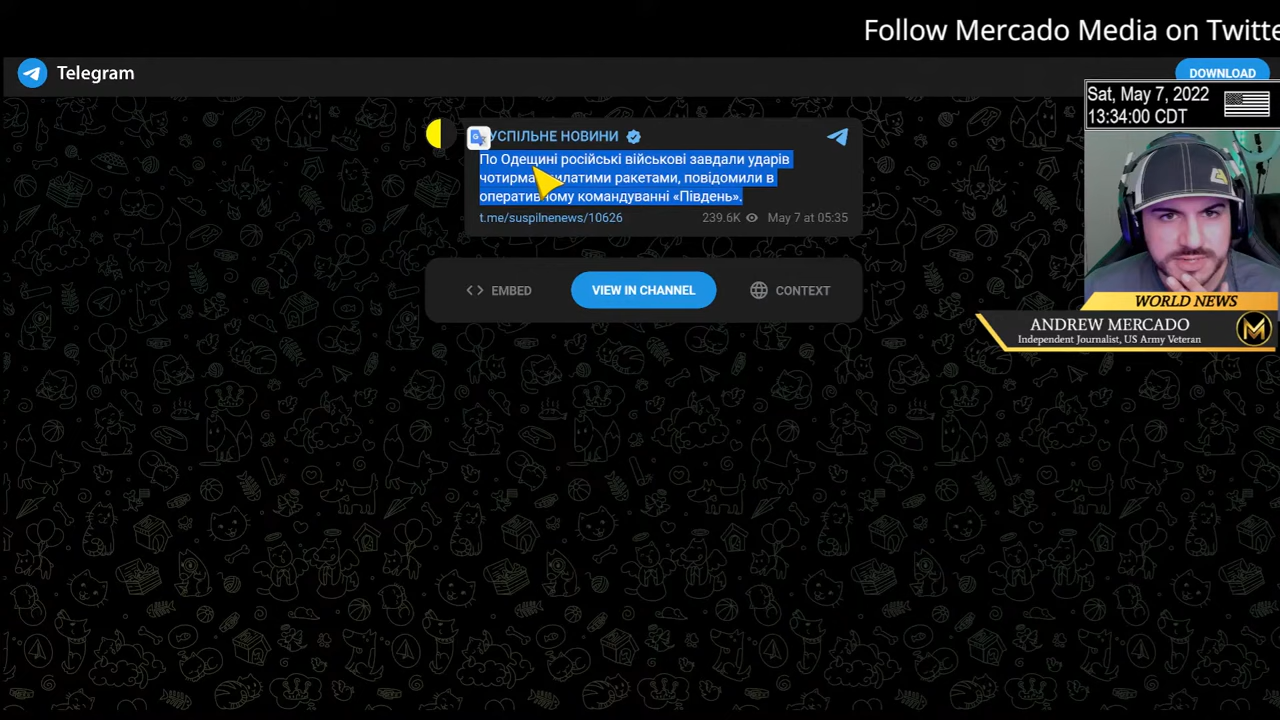 Follow Mercado Media on Twitte
Telegram
DOWNLOAD
Sat, May 7, 2022
13:34:00 CDT
УСПІЛЬНЕ НОВИНИ
По Одещині російські військові завдали ударів
ракетами, повідомили в
командуванні «Південь».
t.me/suspilnenews/10626
239.6K
May 7 at 05:35
EMBED
VIEW IN CHANNEL
CONTEXT
WORLD NEWS
ANDREW MERCADO
Independent Journalist, US Army Veteran
M